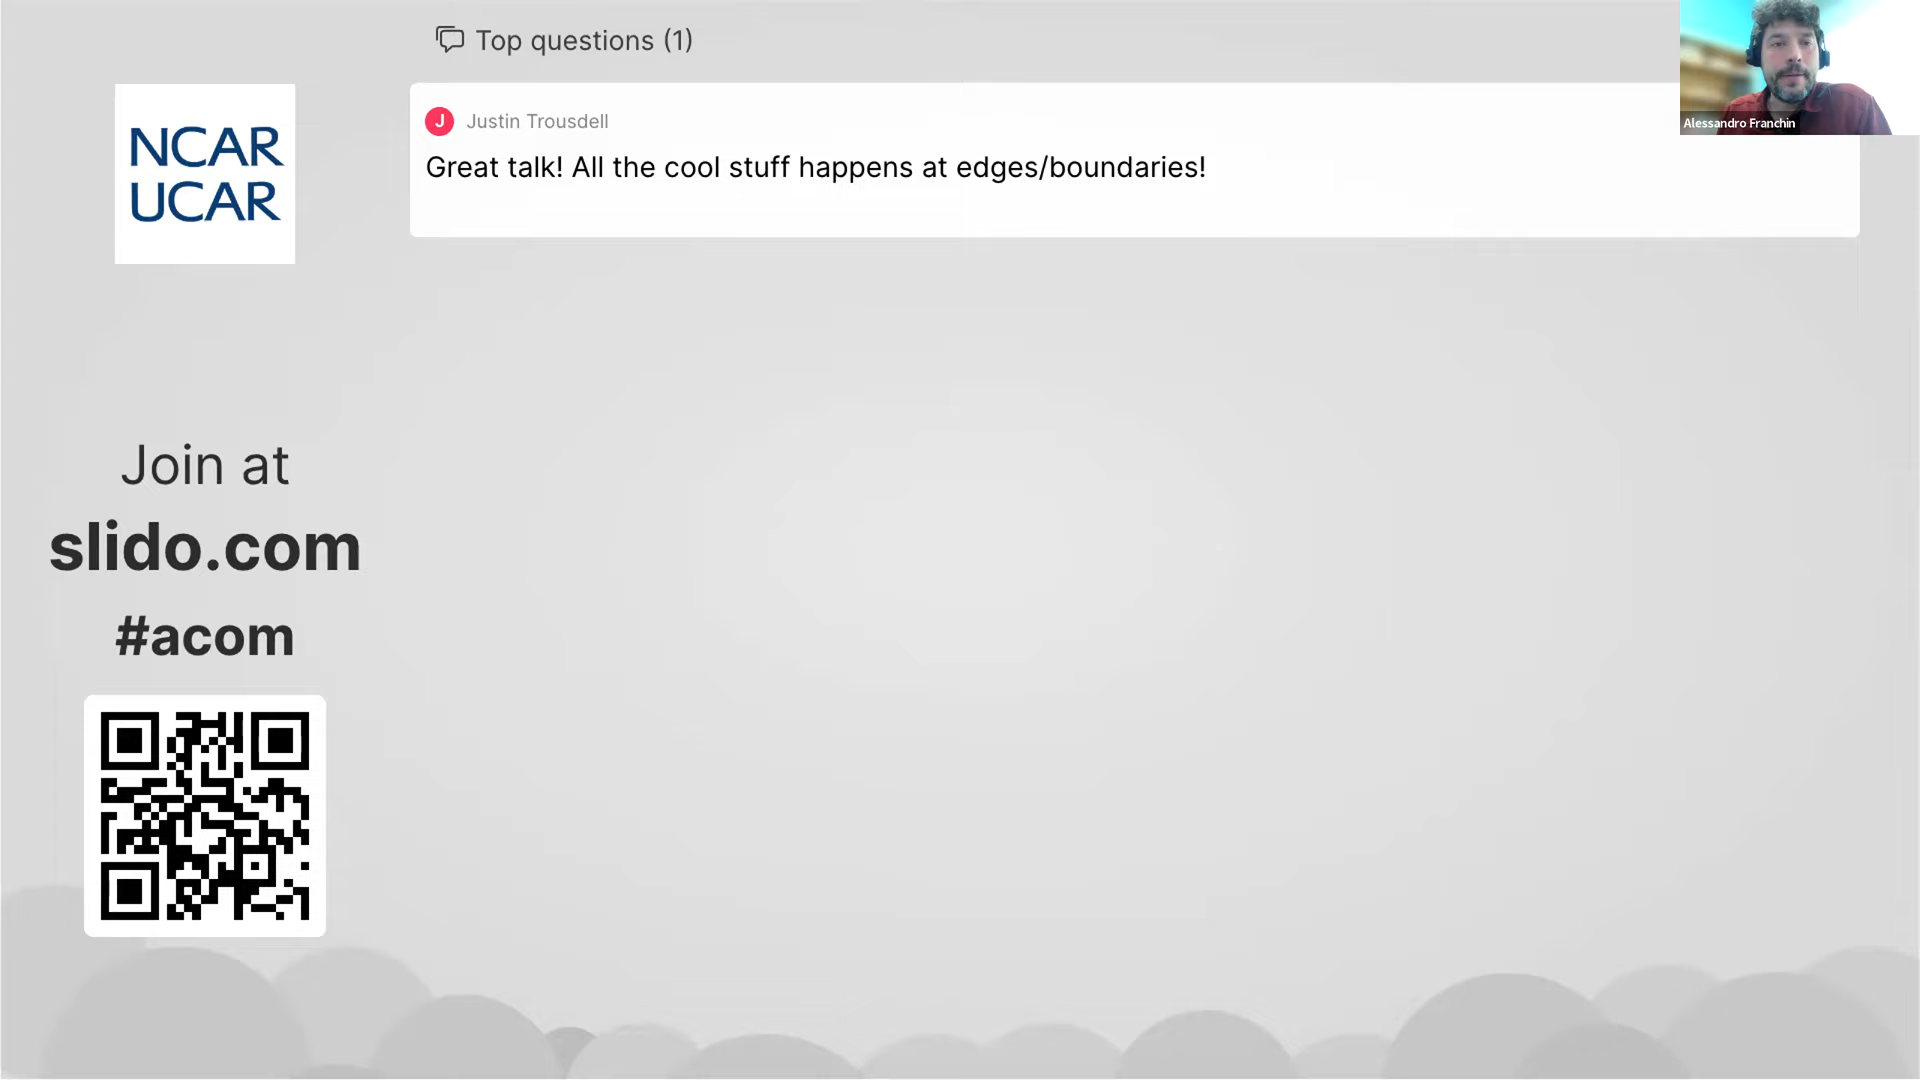 Top questions (1)
NCAR
UCAR
J Justin Trousdell
Great talk! All the cool stuff happens at edges/boundaries!
Alessandro Franchin
Join at
slido.com
#acom